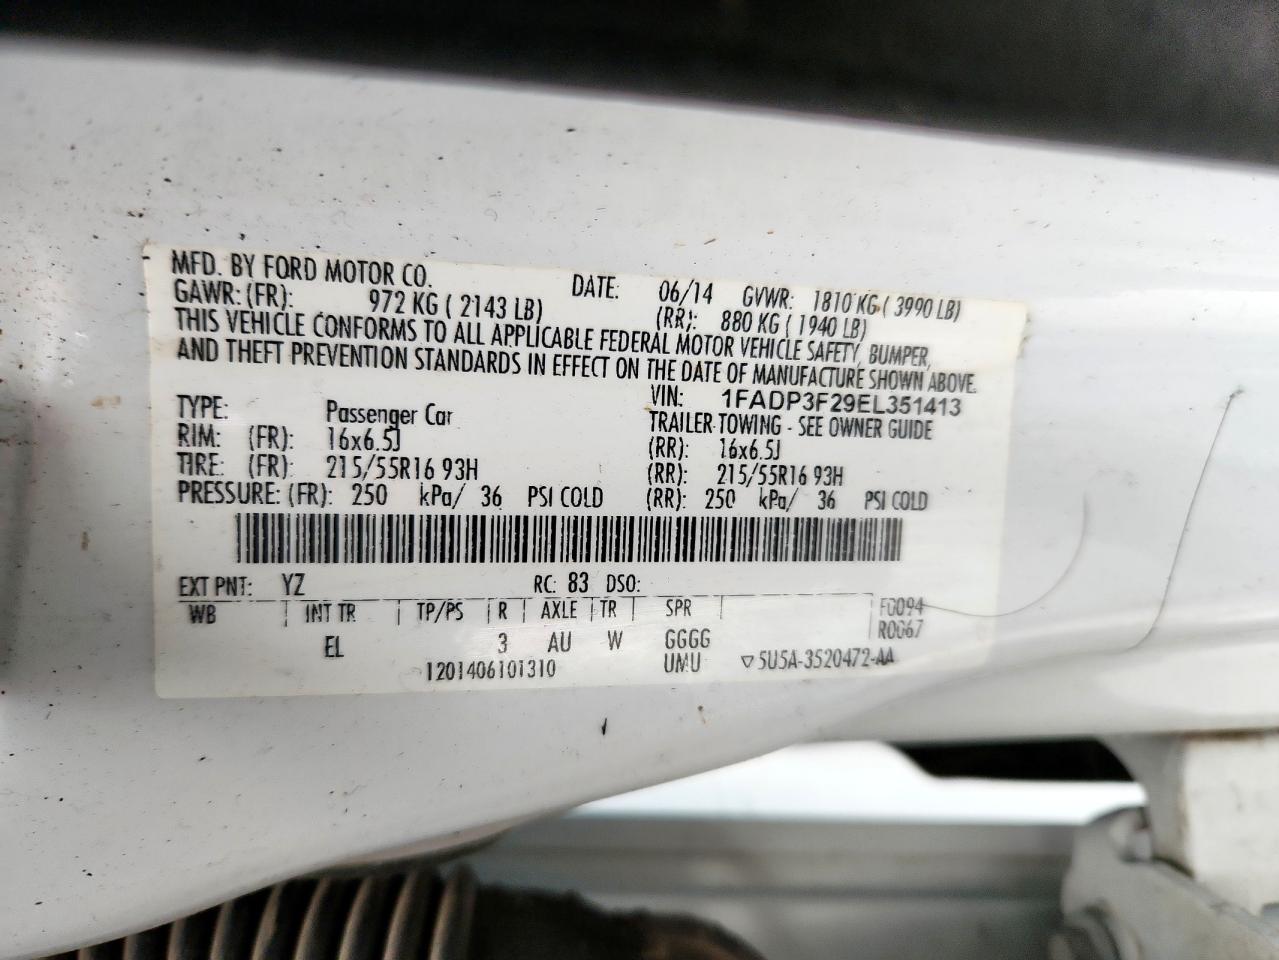 MFD. BY FORD MOTOR CO. DATE: 06/14 GVWR: 1810 KG ( 3990 LB)
GAWR: (FR): 972 KG ( 2143 LB) (RR): 880 KG ( 1940 LB)
THIS VEHICLE CONFORMS TO ALL APPLICABLE FEDERAL MOTOR VEHICLE SAFETY, BUMPER,
AND THEFT PREVENTION STANDARDS IN EFFECT ON THE DATE OF MANUFACTURE SHOWN ABOVE.
VIN: 1FADP3F29EL351413
TYPE: Passenger Car TRAILER TOWING - SEE OWNER GUIDE
RIM: (FR): 16x6.5J (RR): 16x6.5J
TIRE: (FR): 215/55R16 93H (RR): 215/55R16 93H
PRESSURE: (FR): 250 kPa/ 36 PSI COLD (RR): 250 kPa/ 36 PSI COLD
EXT PNT: YZ RC: 83 DSO:
WB | INT TR | TP/PS | R | AXLE | TR | SPR | F0094
EL 3 AU W GGGG R0067
1201406101310 UMU ▽5U5A-3520472-AA